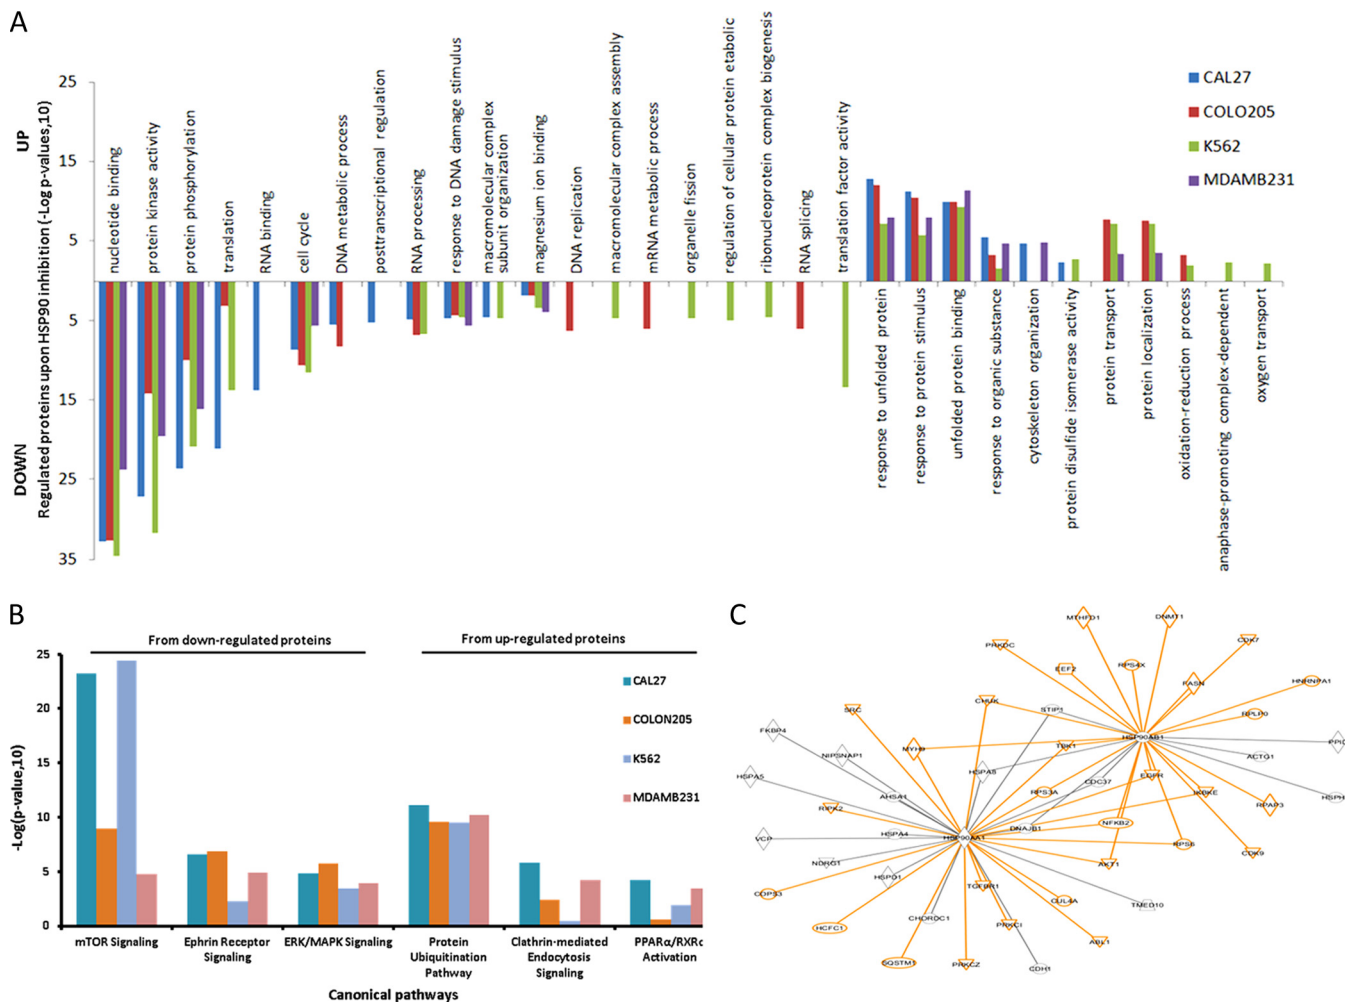 A
UP
DOWN
Regulated proteins upon HSP90 inhibition (-Log p-values,10)
25
15
5
5
15
25
35
nucleotide binding
protein kinase activity
protein phosphorylation
translation
RNA binding
cell cycle
DNA metabolic process
posttranscriptional regulation
RNA processing
response to DNA damage stimulus
macromolecular complex
subunit organization
magnesium ion binding
DNA replication
macromolecular complex assembly
mRNA metabolic process
organelle fission
regulation of cellular protein etabolic
ribonucleoprotein complex biogenesis
RNA splicing
translation factor activity
response to unfolded protein
response to protein stimulus
unfolded protein binding
response to organic substance
cytoskeleton organization
protein disulfide isomerase activity
protein transport
protein localization
oxidation-reduction process
anaphase-promoting complex-dependent
oxygen transport
CAL27
COLO205
K562
MDAMB231
B
From down-regulated proteins
From up-regulated proteins
-Log(p-value,10)
25
20
15
10
5
0
CAL27
COLON205
K562
MDAMB231
mTOR Signaling
Ephrin Receptor
Signaling
ERK/MAPK Signaling
Protein
Ubiquitination
Pathway
Clathrin-mediated
Endocytosis
Signaling
PPARα/RXRα
Activation
Canonical pathways
C
MTHFD1
DNMT1
PRKDC
CDK7
EEF2
RPS4X
FASN
HNRNPA1
CHUK
STIP1
RPLP0
SRC
HSP90AB1
FKBP4
MYH9
TBK1
NIPSNAP1
ACTG1
HSPA5
HSPA8
CDC37
EGFR
AHSA1
RPS3A
IKBKE
HSPH
RIPK2
RPAP3
DNAJB1
NFKB2
VCP
HSPA4
HSP90AA1
RPS6
NDRG1
AKT1
CDK9
HSPD1
TGFBR1
COPS3
CUL4A
TMED10
CHORDC1
HCFC1
PRKCI
ABL1
SQSTM1
PRKCZ
CDH1